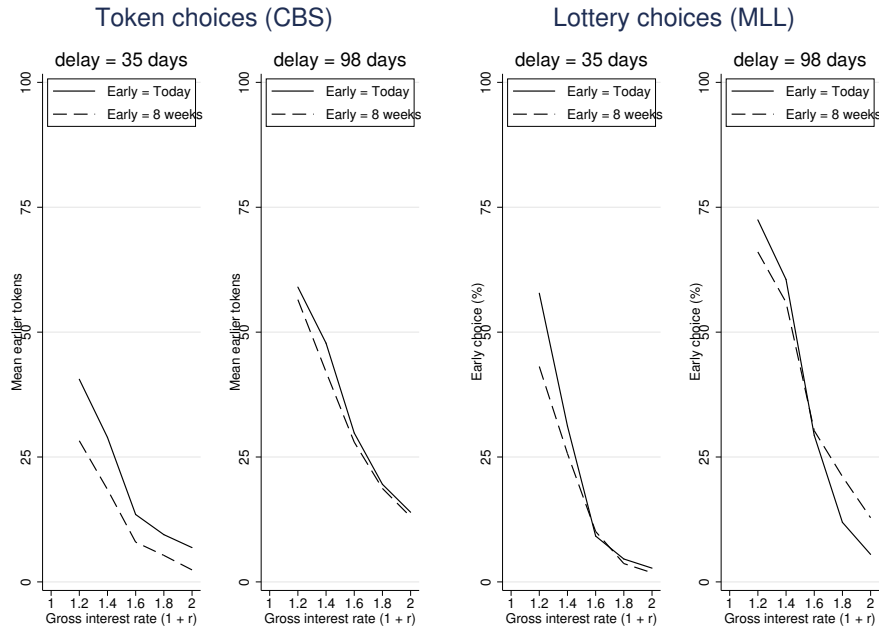 Token choices (CBS)
Lottery choices (MLL)
delay = 35 days
Early = Today
Early = 8 weeks
Mean earlier tokens
100
75
50
25
0
1 1.2 1.4 1.6 1.8 2
Gross interest rate (1 + r)
delay = 98 days
Early = Today
Early = 8 weeks
Mean earlier tokens
100
75
50
25
0
1 1.2 1.4 1.6 1.8 2
Gross interest rate (1 + r)
delay = 35 days
Early = Today
Early = 8 weeks
Early choice (%)
100
75
50
25
0
1 1.2 1.4 1.6 1.8 2
Gross interest rate (1 + r)
delay = 98 days
Early = Today
Early = 8 weeks
Early choice (%)
100
75
50
25
0
1 1.2 1.4 1.6 1.8 2
Gross interest rate (1 + r)